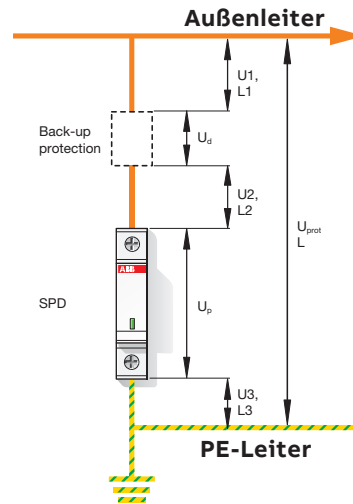 Außenleiter
U1,
L1
Back-up
protection
Ud
U2,
L2
Uprot
L
ABB
SPD
Up
U3,
L3
PE-Leiter